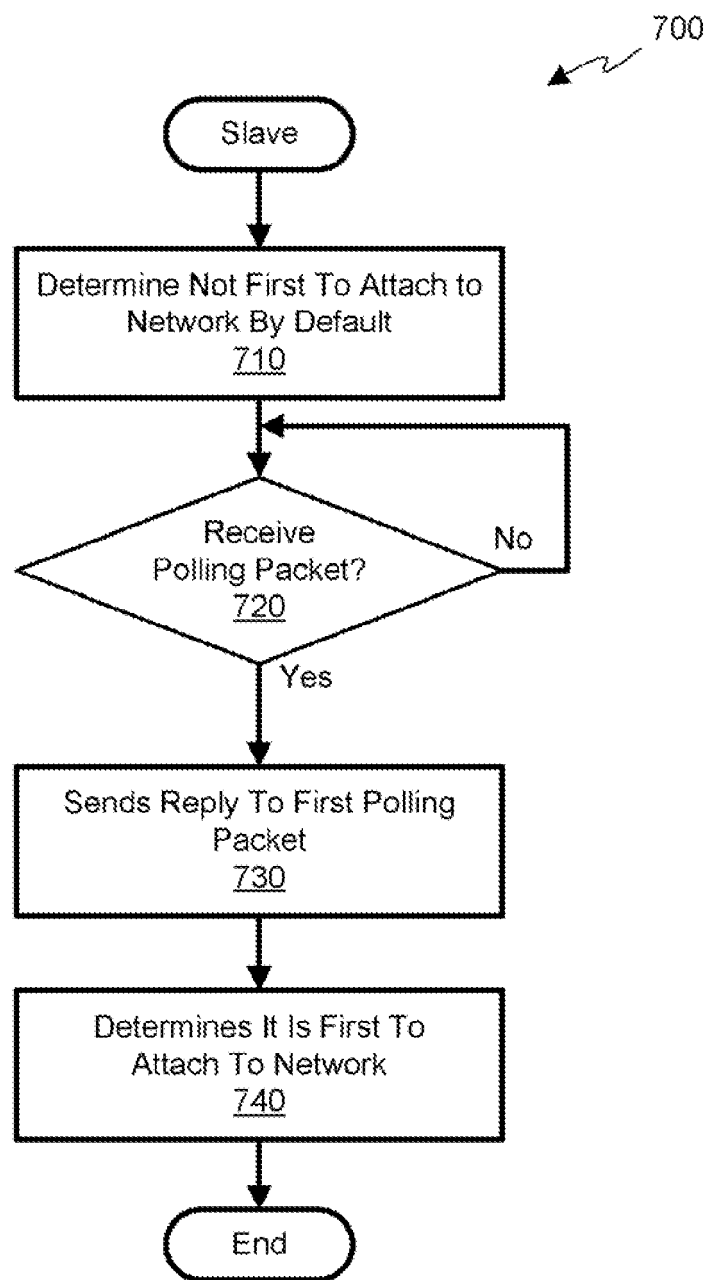 700
Slave
Determine Not First To Attach to
Network By Default
710
Receive
Polling Packet?
720
No
Yes
Sends Reply To First Polling
Packet
730
Determines It Is First To
Attach To Network
740
End